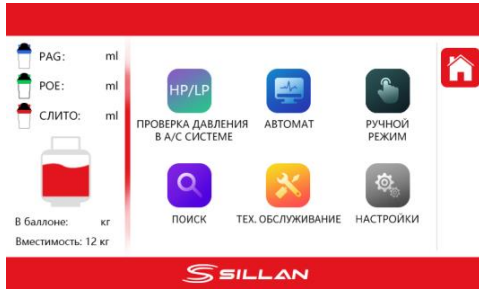 PAG: ml
POE: ml
СЛИТО: ml
В баллоне: кг
Вместимость: 12 кг
HP/LP
ПРОВЕРКА ДАВЛЕНИЯ
В А/С СИСТЕМЕ
АВТОМАТ
РУЧНОЙ
РЕЖИМ
ПОИСК
ТЕХ. ОБСЛУЖИВАНИЕ
НАСТРОЙКИ
SILLAN